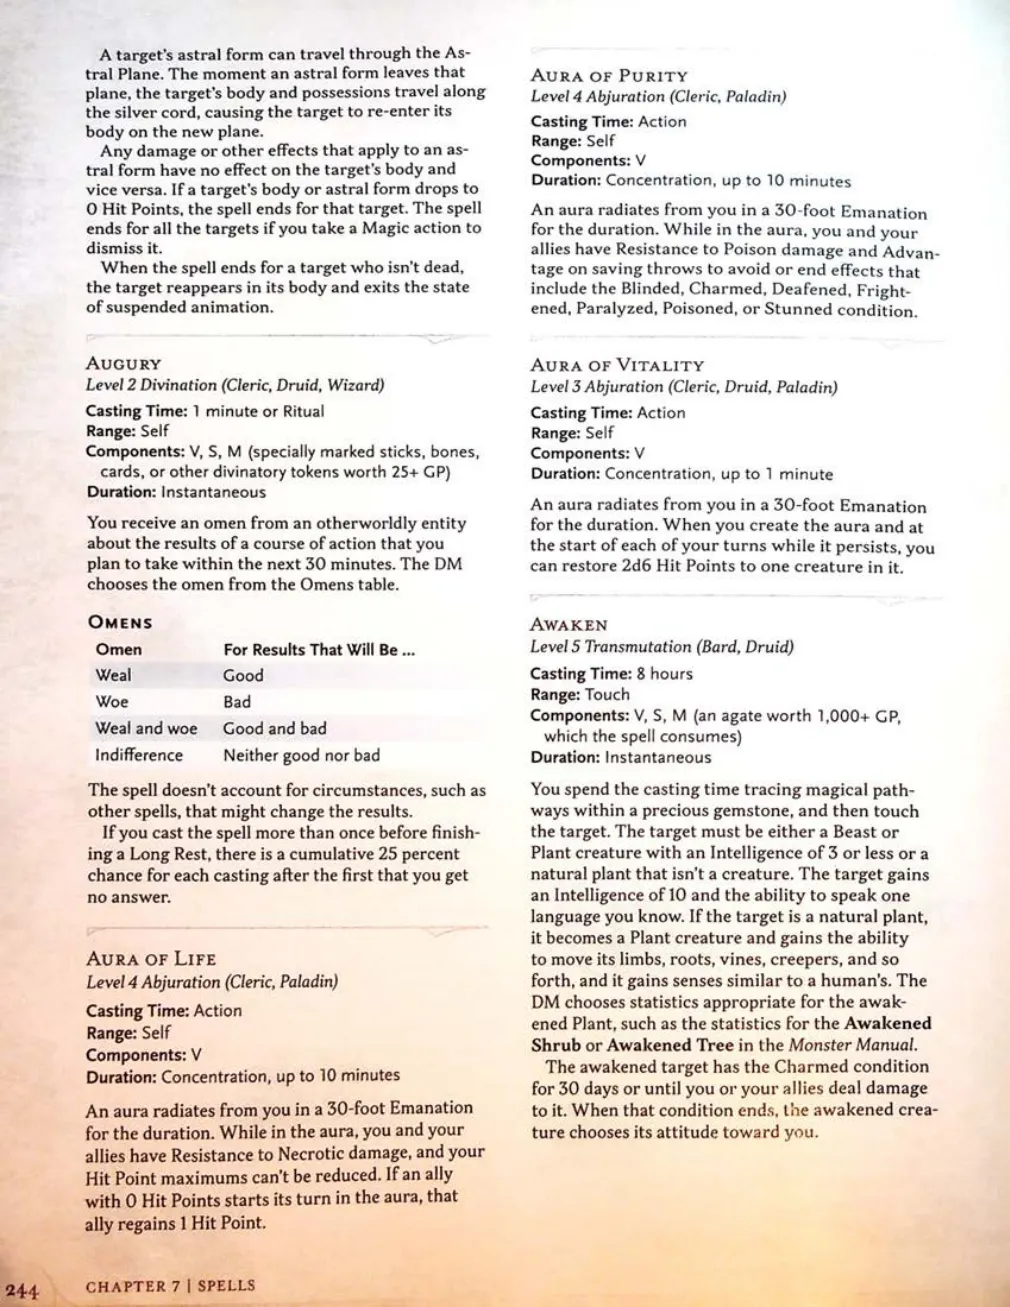 A target's astral form can travel through the As-
tral Plane. The moment an astral form leaves that
plane, the target's body and possessions travel along
the silver cord, causing the target to re-enter its
body on the new plane.
Any damage or other effects that apply to an as-
tral form have no effect on the target's body and
vice versa. If a target's body or astral form drops to
0 Hit Points, the spell ends for that target. The spell
ends for all the targets if you take a Magic action to
dismiss it.
When the spell ends for a target who isn't dead,
the target reappears in its body and exits the state
of suspended animation.
AUGURY
Level 2 Divination (Cleric, Druid, Wizard)
Casting Time: 1 minute or Ritual
Range: Self
Components: V, S, M (specially marked sticks, bones,
cards, or other divinatory tokens worth 25+ GP)
Duration: Instantaneous
You receive an omen from an otherworldly entity
about the results of a course of action that you
plan to take within the next 30 minutes. The DM
chooses the omen from the Omens table.
OMENS
Omen For Results That Will Be ...
Weal Good
Woe Bad
Weal and woe Good and bad
Indifference Neither good nor bad
The spell doesn't account for circumstances, such as
other spells, that might change the results.
If you cast the spell more than once before finish-
ing a Long Rest, there is a cumulative 25 percent
chance for each casting after the first that you get
no answer.
AURA OF LIFE
Level 4 Abjuration (Cleric, Paladin)
Casting Time: Action
Range: Self
Components: V
Duration: Concentration, up to 10 minutes
An aura radiates from you in a 30-foot Emanation
for the duration. While in the aura, you and your
allies have Resistance to Necrotic damage, and your
Hit Point maximums can't be reduced. If an ally
with 0 Hit Points starts its turn in the aura, that
ally regains 1 Hit Point.
AURA OF PURITY
Level 4 Abjuration (Cleric, Paladin)
Casting Time: Action
Range: Self
Components: V
Duration: Concentration, up to 10 minutes
An aura radiates from you in a 30-foot Emanation
for the duration. While in the aura, you and your
allies have Resistance to Poison damage and Advan-
tage on saving throws to avoid or end effects that
include the Blinded, Charmed, Deafened, Fright-
ened, Paralyzed, Poisoned, or Stunned condition.
AURA OF VITALITY
Level 3 Abjuration (Cleric, Druid, Paladin)
Casting Time: Action
Range: Self
Components: V
Duration: Concentration, up to 1 minute
An aura radiates from you in a 30-foot Emanation
for the duration. When you create the aura and at
the start of each of your turns while it persists, you
can restore 2d6 Hit Points to one creature in it.
AWAKEN
Level 5 Transmutation (Bard, Druid)
Casting Time: 8 hours
Range: Touch
Components: V, S, M (an agate worth 1,000+ GP,
which the spell consumes)
Duration: Instantaneous
You spend the casting time tracing magical path-
ways within a precious gemstone, and then touch
the target. The target must be either a Beast or
Plant creature with an Intelligence of 3 or less or a
natural plant that isn't a creature. The target gains
an Intelligence of 10 and the ability to speak one
language you know. If the target is a natural plant,
it becomes a Plant creature and gains the ability
to move its limbs, roots, vines, creepers, and so
forth, and it gains senses similar to a human's. The
DM chooses statistics appropriate for the awak-
ened Plant, such as the statistics for the Awakened
Shrub or Awakened Tree in the Monster Manual.
The awakened target has the Charmed condition
for 30 days or until you or your allies deal damage
to it. When that condition ends, the awakened crea-
ture chooses its attitude toward you.
244 CHAPTER 7 | SPELLS